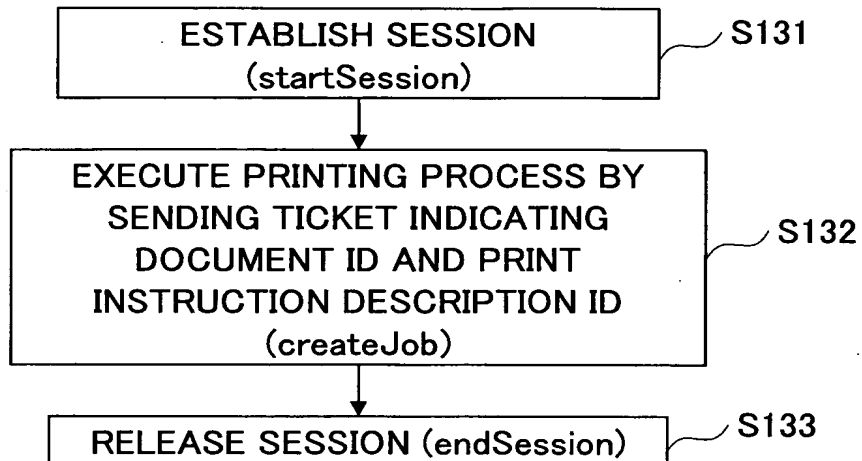 ESTABLISH SESSION
(startSession)
S131
EXECUTE PRINTING PROCESS BY
SENDING TICKET INDICATING
DOCUMENT ID AND PRINT
INSTRUCTION DESCRIPTION ID
(createJob)
S132
RELEASE SESSION (endSession)
S133